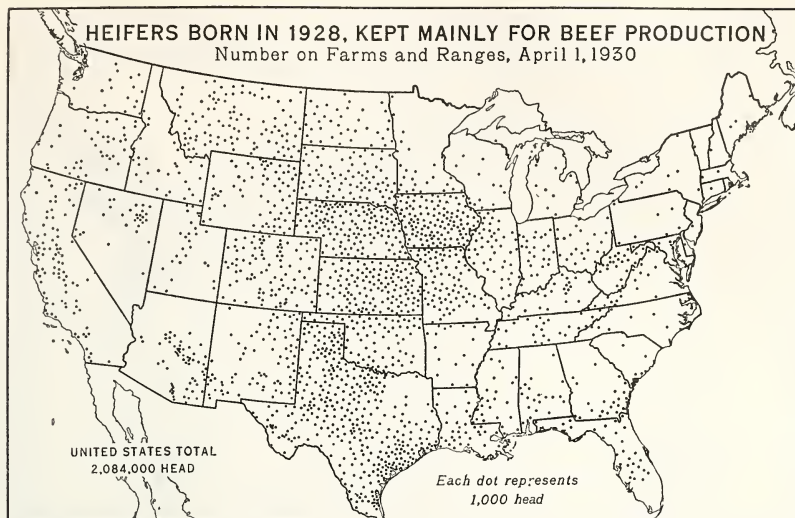 HEIFERS BORN IN 1928, KEPT MAINLY FOR BEEF PRODUCTION
Number on Farms and Ranges, April 1, 1930
UNITED STATES TOTAL
2,084,000 HEAD
Each dot represents
1,000 head